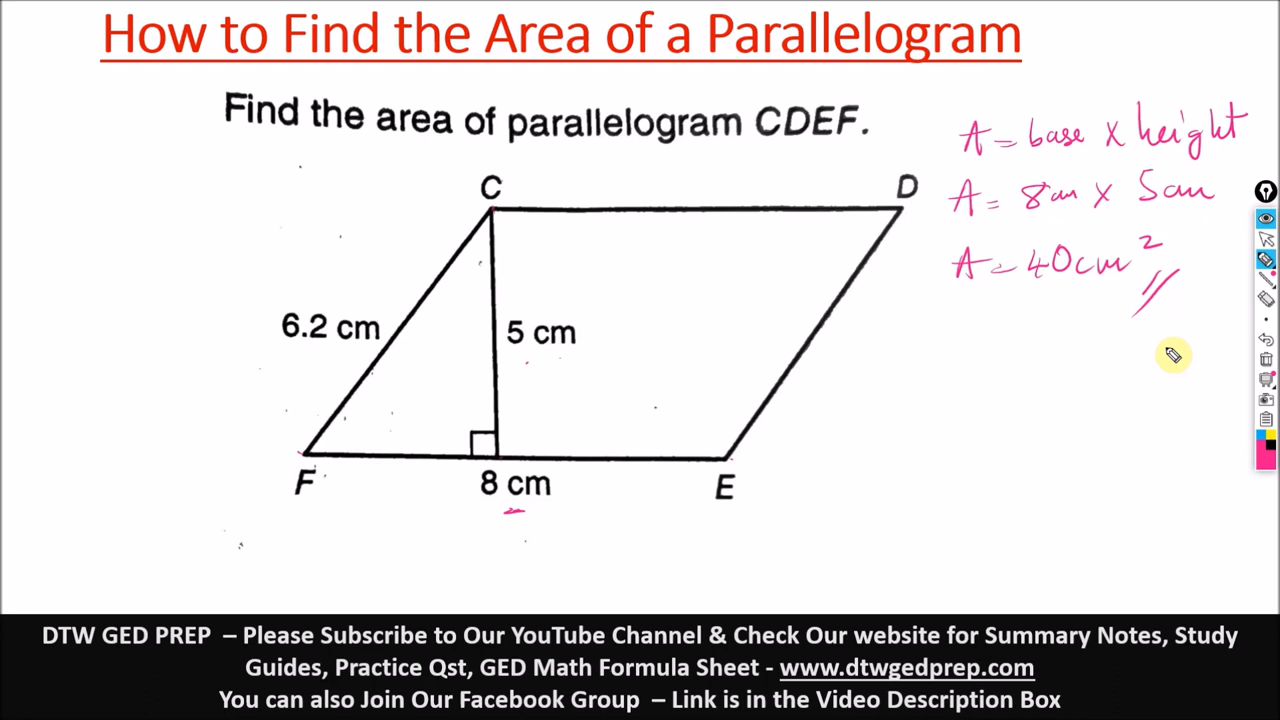 How to Find the Area of a Parallelogram
Find the area of parallelogram CDEF.
A = base x height
A = 8cm x 5cm
A = 40cm²
C
D
6.2 cm
5 cm
F
8 cm
E
DTW GED PREP – Please Subscribe to Our YouTube Channel & Check Our website for Summary Notes, Study
Guides, Practice Qst, GED Math Formula Sheet - www.dtwgedprep.com
You can also Join Our Facebook Group – Link is in the Video Description Box